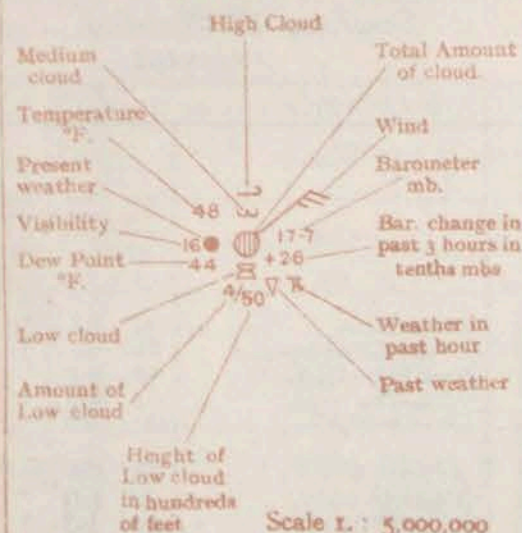 High Cloud
Medium
cloud
Total Amount
of cloud.
Temperature
°F.
Wind
Present
weather
Barometer
mb.
48
Visibility
16
17·7
Bar. change in
past 3 hours in
tenths mbs
Dew Point
°F.
44
+26
4/50
Low cloud
Weather in
past hour
Amount of
Low cloud
Past weather
Height of
Low cloud
in hundreds
of feet
Scale 1. : 5,000,000